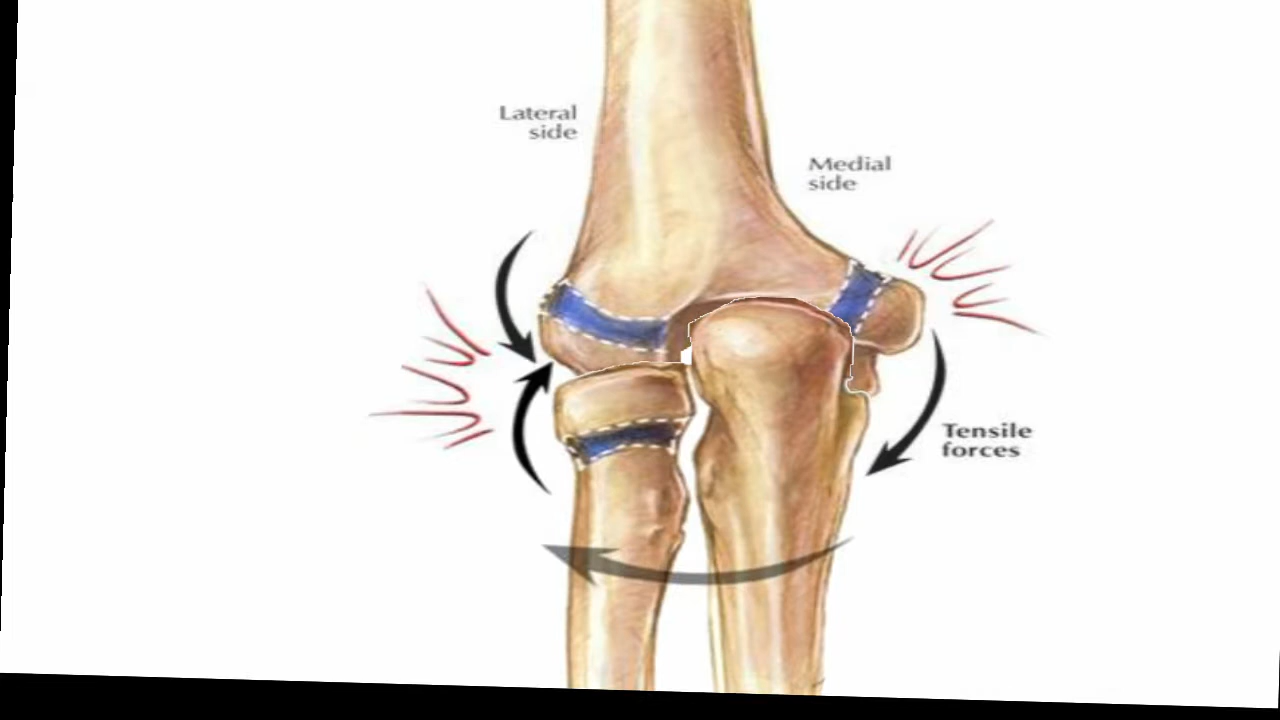 Lateral
side
Medial
side
Tensile
forces